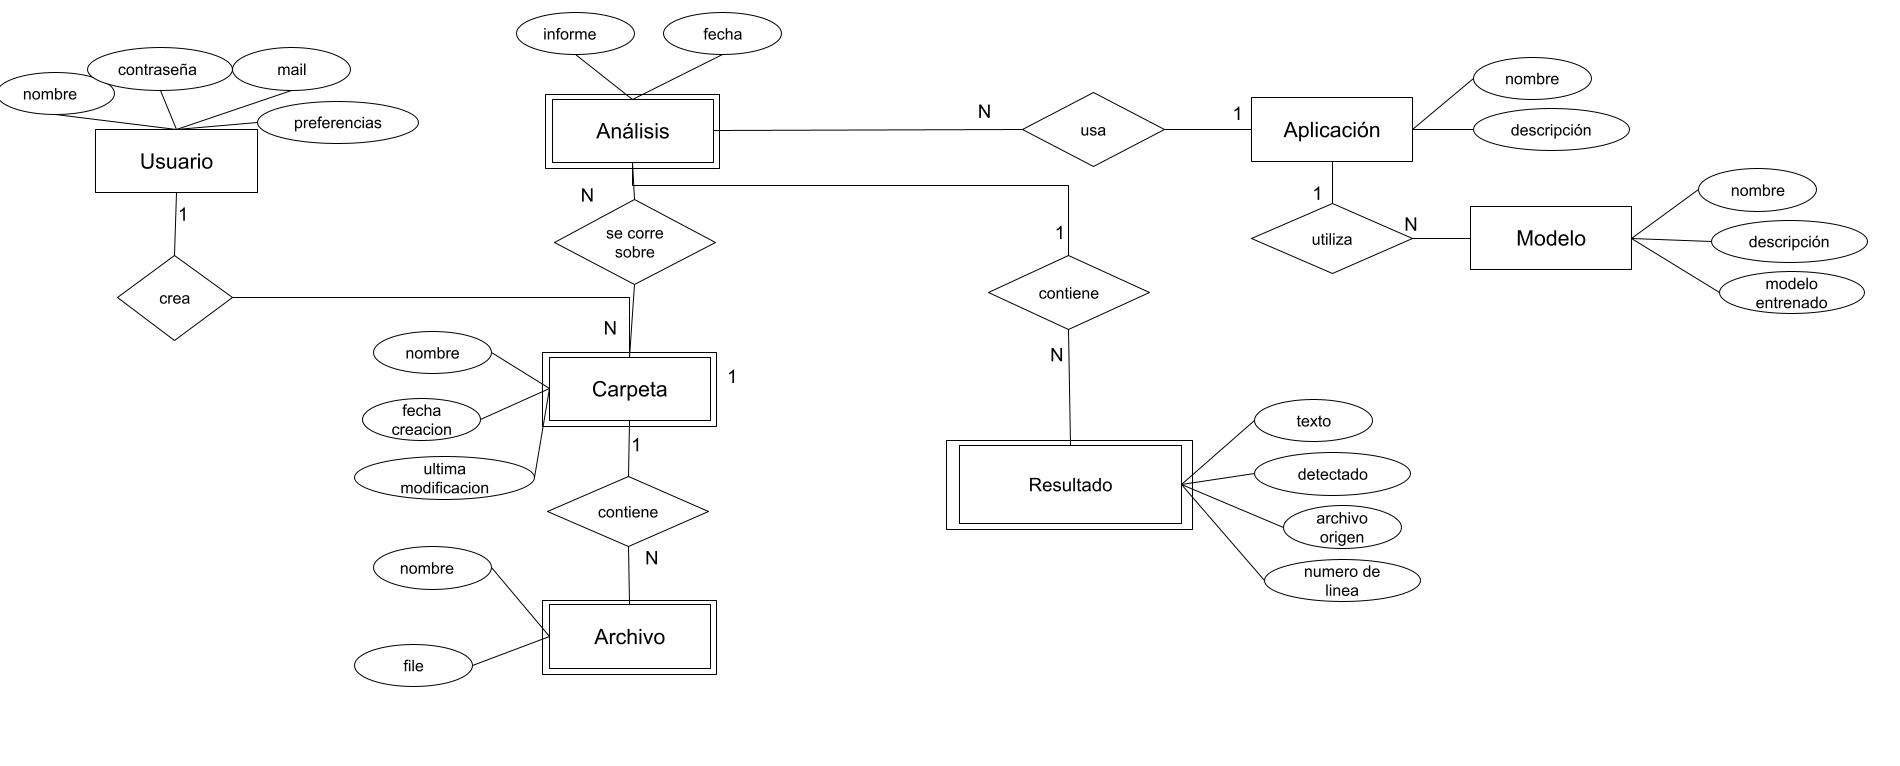 informe
fecha
contraseña
mail
nombre
preferencias
Usuario
1
crea
Análisis
N
usa
1
Aplicación
nombre
descripción
1
utiliza
N
Modelo
nombre
descripción
modelo
entrenado
N
se corre
sobre
N
1
contiene
N
nombre
fecha
creacion
ultima
modificacion
Carpeta
1
1
contiene
N
nombre
file
Archivo
Resultado
texto
detectado
archivo
origen
numero de
linea